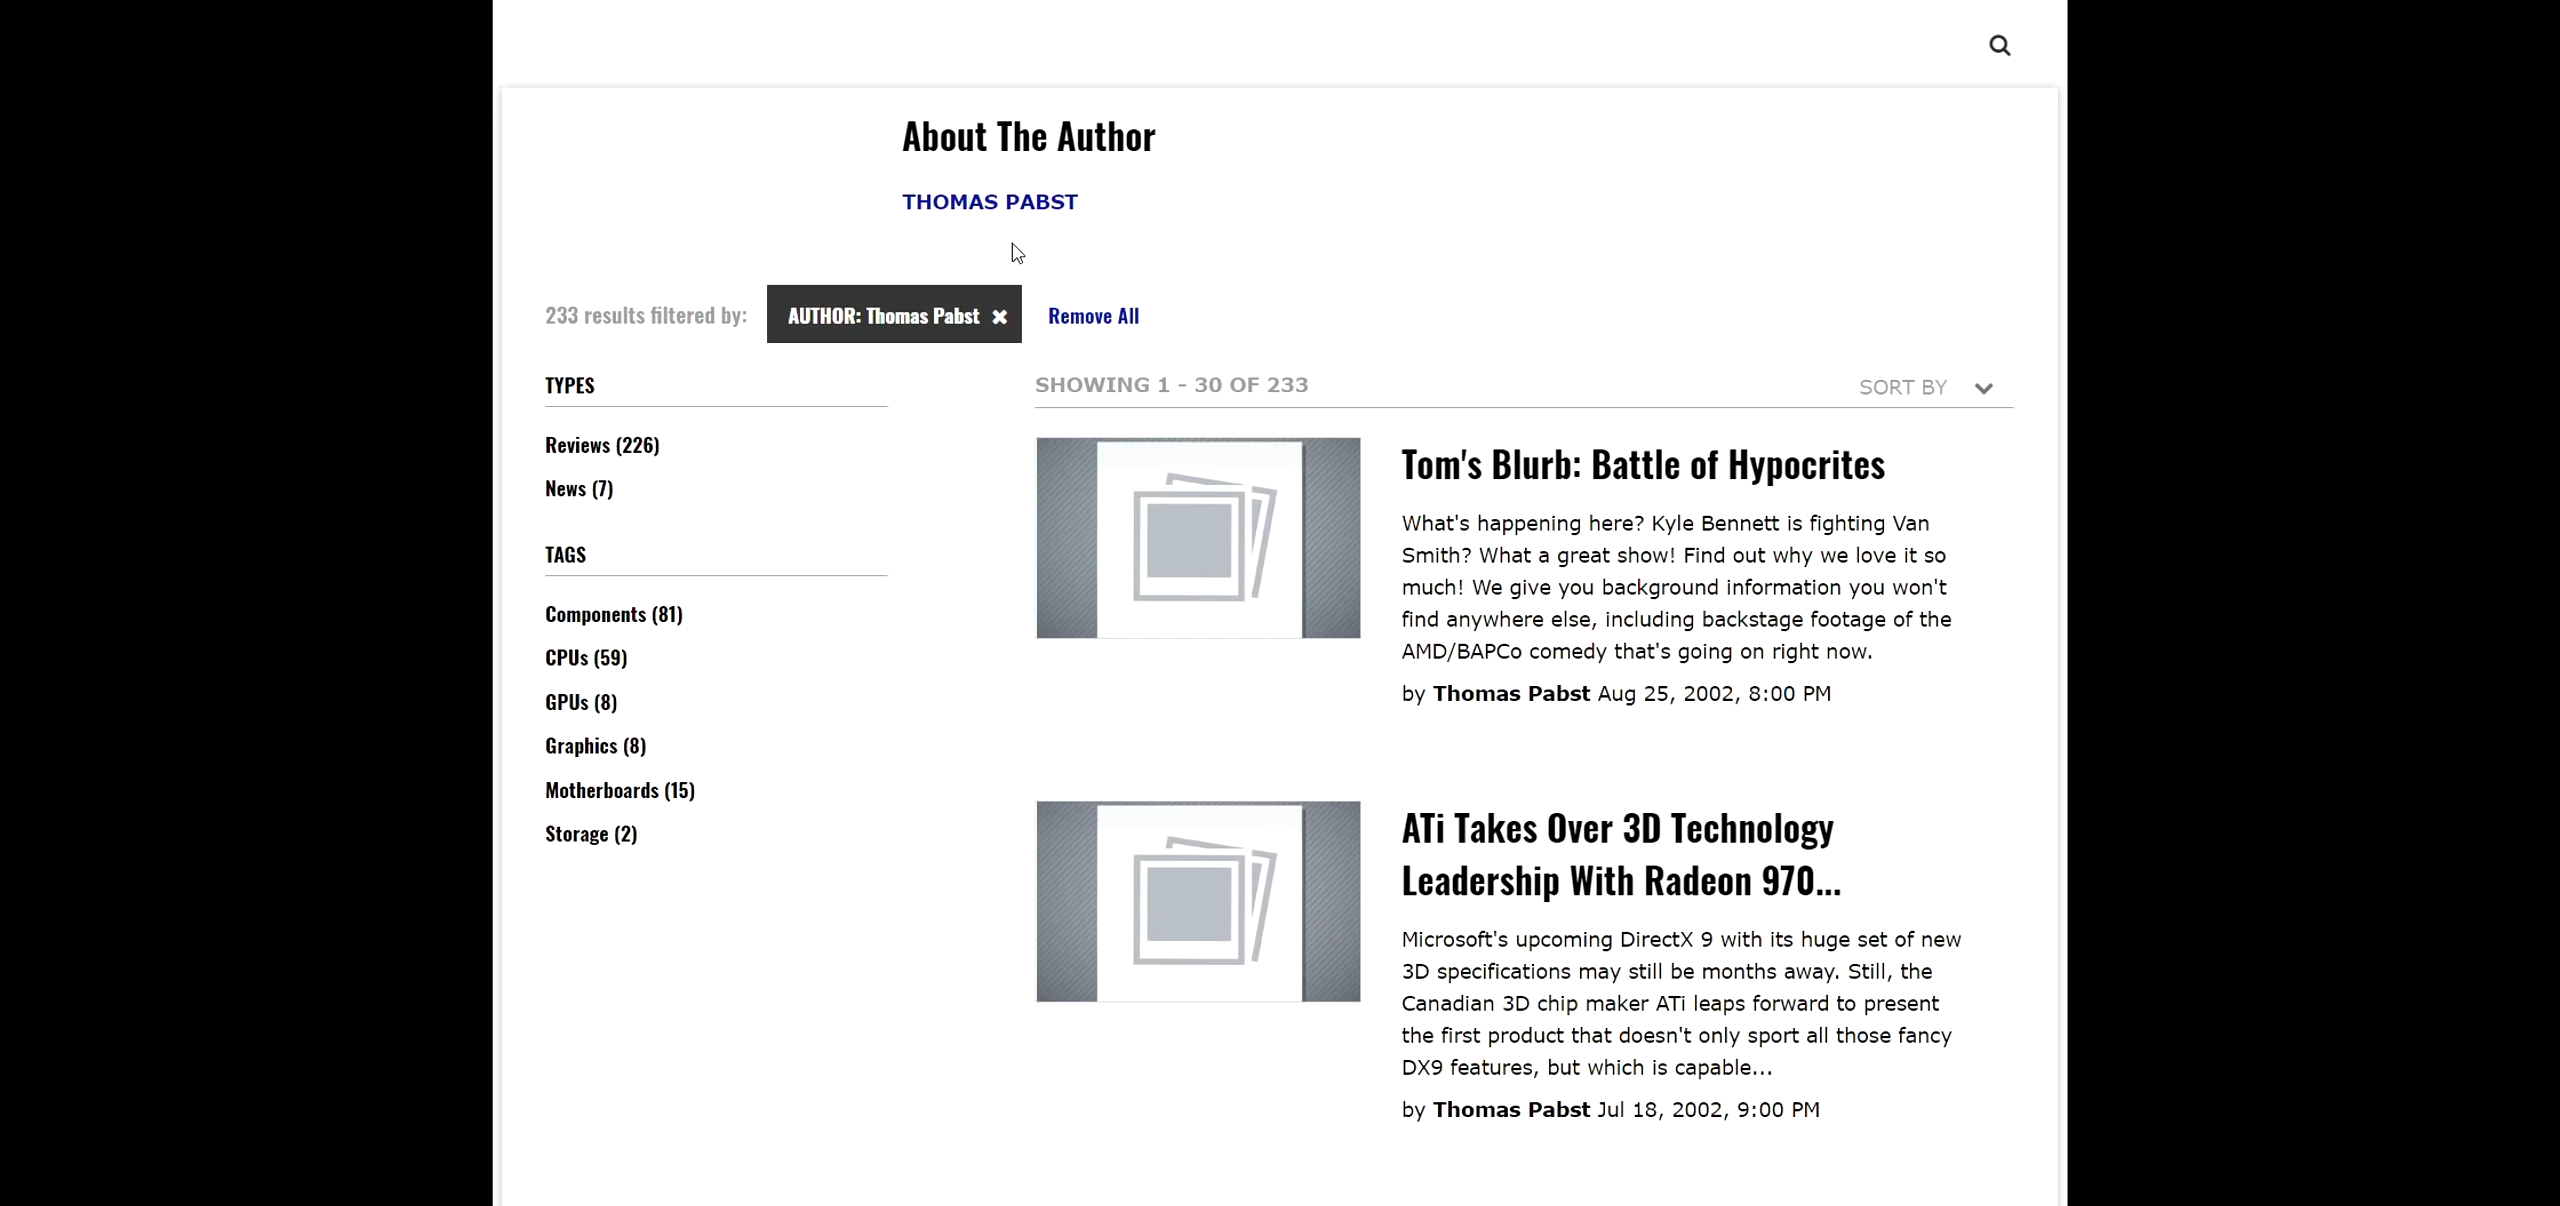 About The Author
THOMAS PABST
233 results filtered by: AUTHOR: Thomas Pabst ✖ Remove All
TYPES
Reviews (226)
News (7)
TAGS
Components (81)
CPUs (59)
GPUs (8)
Graphics (8)
Motherboards (15)
Storage (2)
SHOWING 1 - 30 OF 233
SORT BY
Tom's Blurb: Battle of Hypocrites
What's happening here? Kyle Bennett is fighting Van
Smith? What a great show! Find out why we love it so
much! We give you background information you won't
find anywhere else, including backstage footage of the
AMD/BAPCo comedy that's going on right now.
by Thomas Pabst Aug 25, 2002, 8:00 PM
ATi Takes Over 3D Technology
Leadership With Radeon 970...
Microsoft's upcoming DirectX 9 with its huge set of new
3D specifications may still be months away. Still, the
Canadian 3D chip maker ATi leaps forward to present
the first product that doesn't only sport all those fancy
DX9 features, but which is capable...
by Thomas Pabst Jul 18, 2002, 9:00 PM